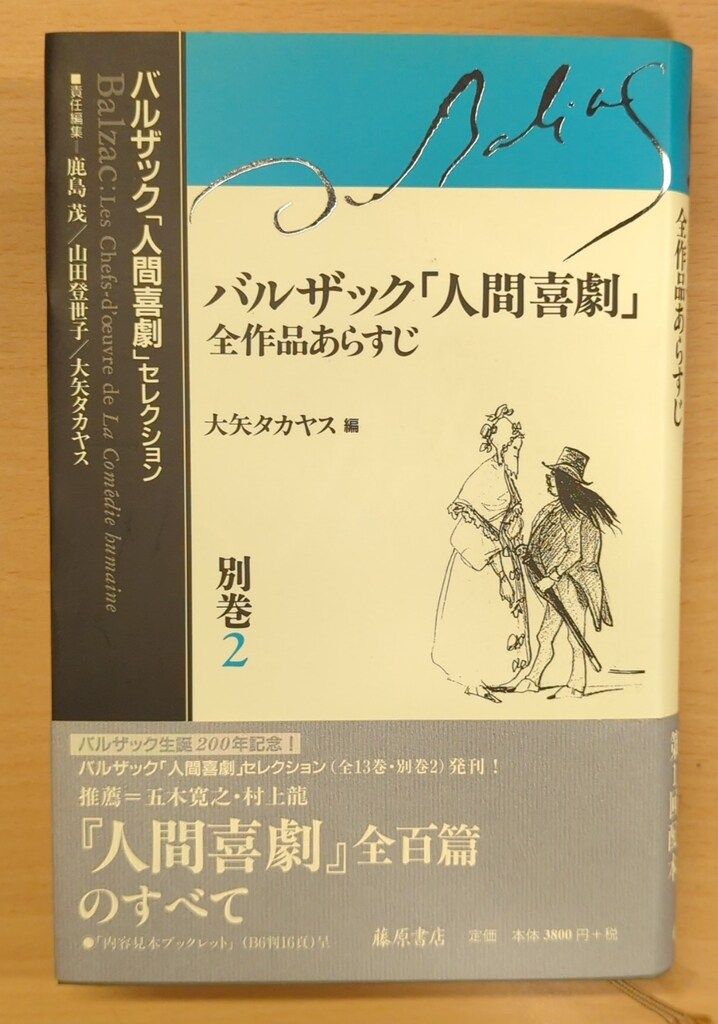 Balzac
バルザック「人間喜劇」
全作品あらすじ
大矢タカヤス 編
別巻2
バルザック「人間喜劇」セレクション
Balzac: Les Chefs-d'œuvre de La Comédie humaine
■責任編集＝鹿島 茂／山田登世子／大矢タカヤス
全作品あらすじ
バルザック生誕200年記念！
バルザック「人間喜劇」セレクション（全13巻・別巻2）発刊！
推薦＝五木寛之・村上龍
『人間喜劇』全百篇
のすべて
●「内容見本ブックレット」（B6判16頁）呈
藤原書店 定価 本体3800円＋税
第1回配本